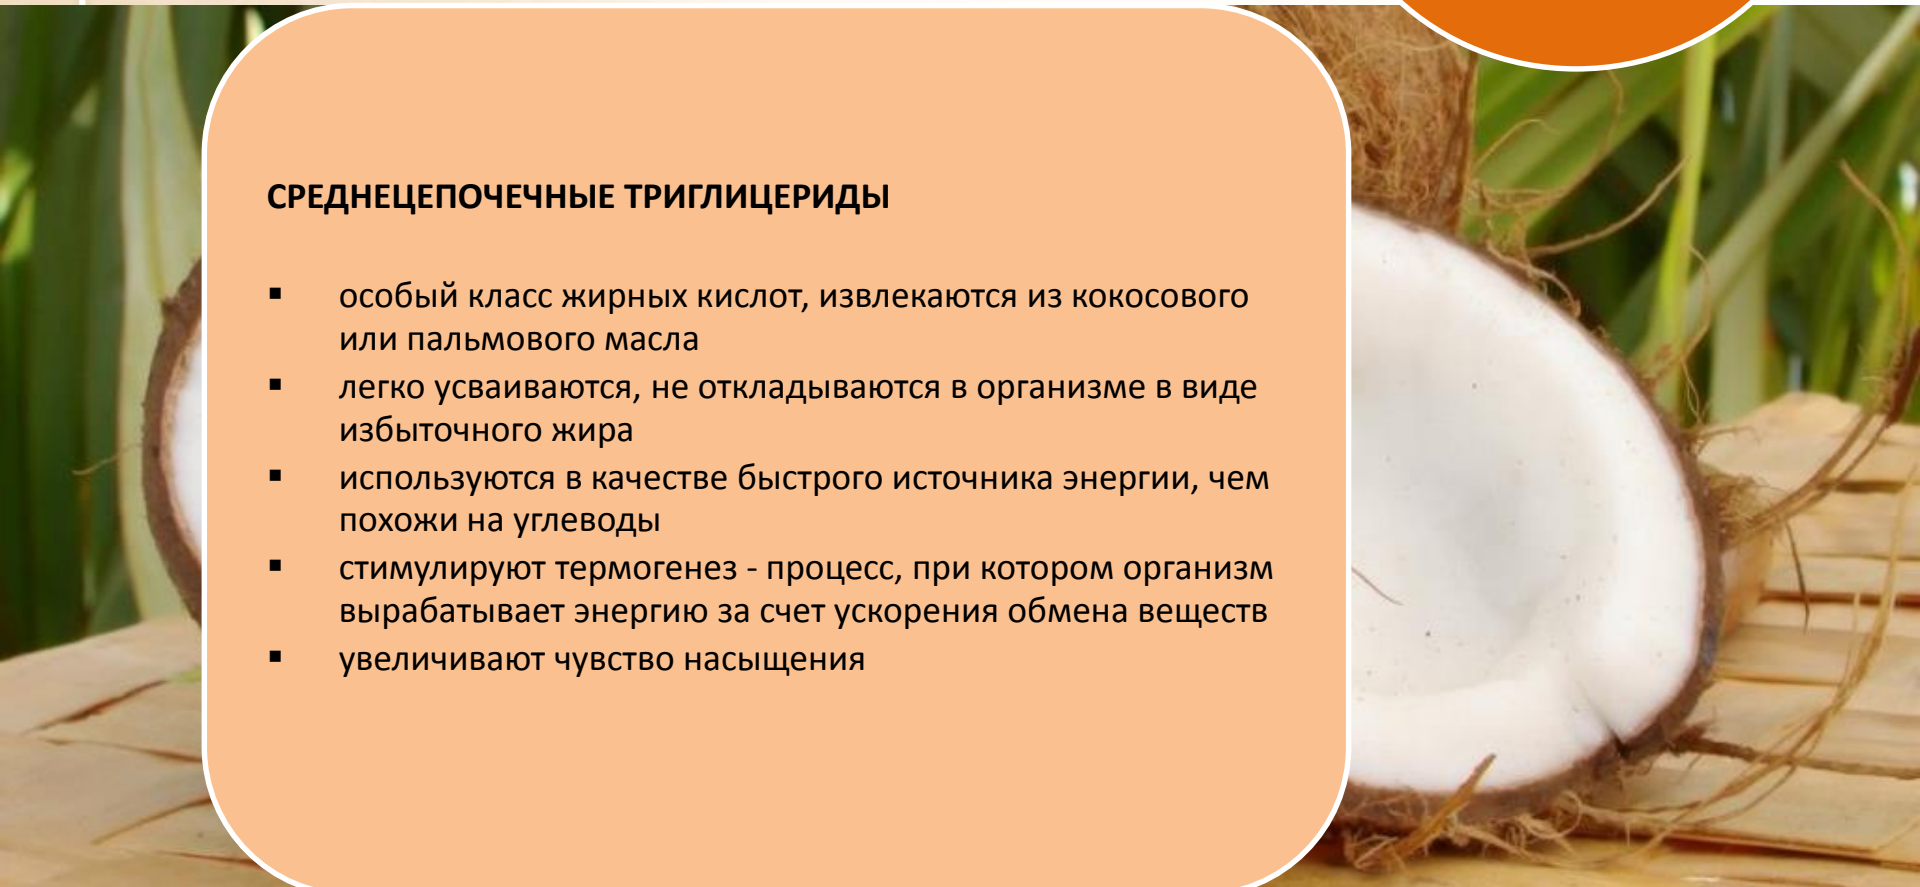 СРЕДНЕЦЕПОЧЕЧНЫЕ ТРИГЛИЦЕРИДЫ
▪ особый класс жирных кислот, извлекаются из кокосового
или пальмового масла
▪ легко усваиваются, не откладываются в организме в виде
избыточного жира
▪ используются в качестве быстрого источника энергии, чем
похожи на углеводы
▪ стимулируют термогенез - процесс, при котором организм
вырабатывает энергию за счет ускорения обмена веществ
▪ увеличивают чувство насыщения